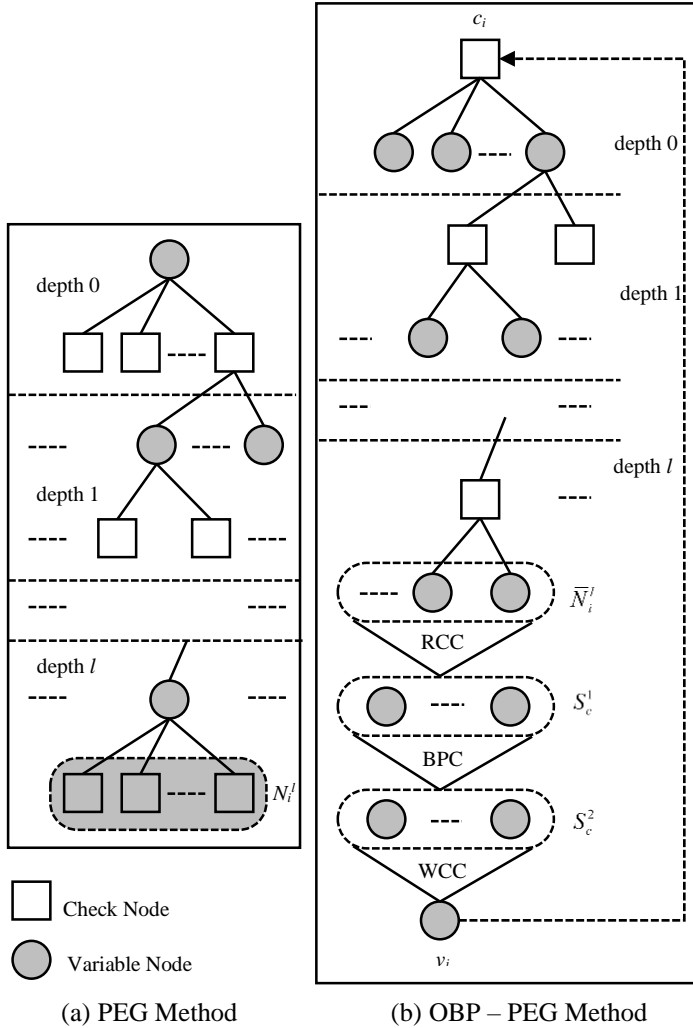 c_i
depth 0
depth 1
depth l
N̅_i^l
RCC
S_c^1
BPC
S_c^2
WCC
v_i
depth 0
depth 1
depth l
N_i^l
Check Node
Variable Node
(a) PEG Method
(b) OBP – PEG Method